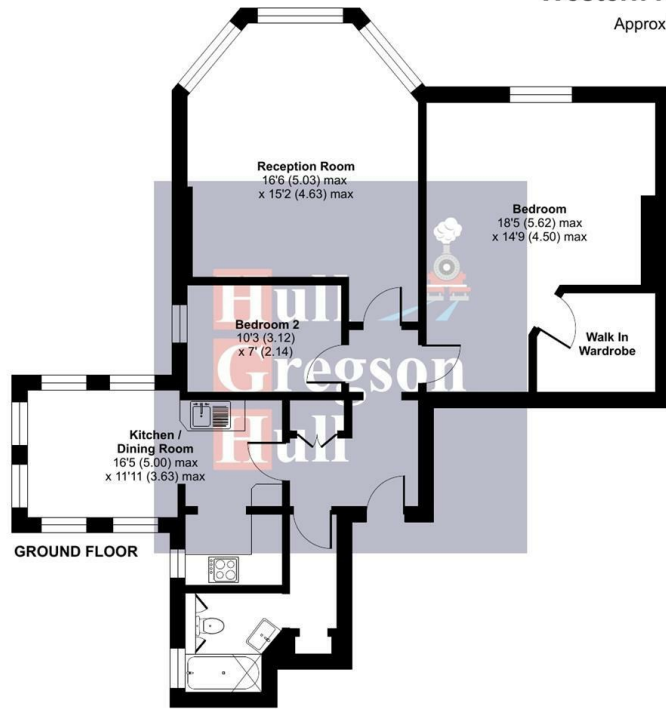 Approx
Reception Room
16'6 (5.03) max
x 15'2 (4.63) max
Bedroom
18'5 (5.62) max
x 14'9 (4.50) max
Hull
Gregson
Hull
Bedroom 2
10'3 (3.12)
x 7' (2.14)
Walk In
Wardrobe
Kitchen /
Dining Room
16'5 (5.00) max
x 11'11 (3.63) max
GROUND FLOOR